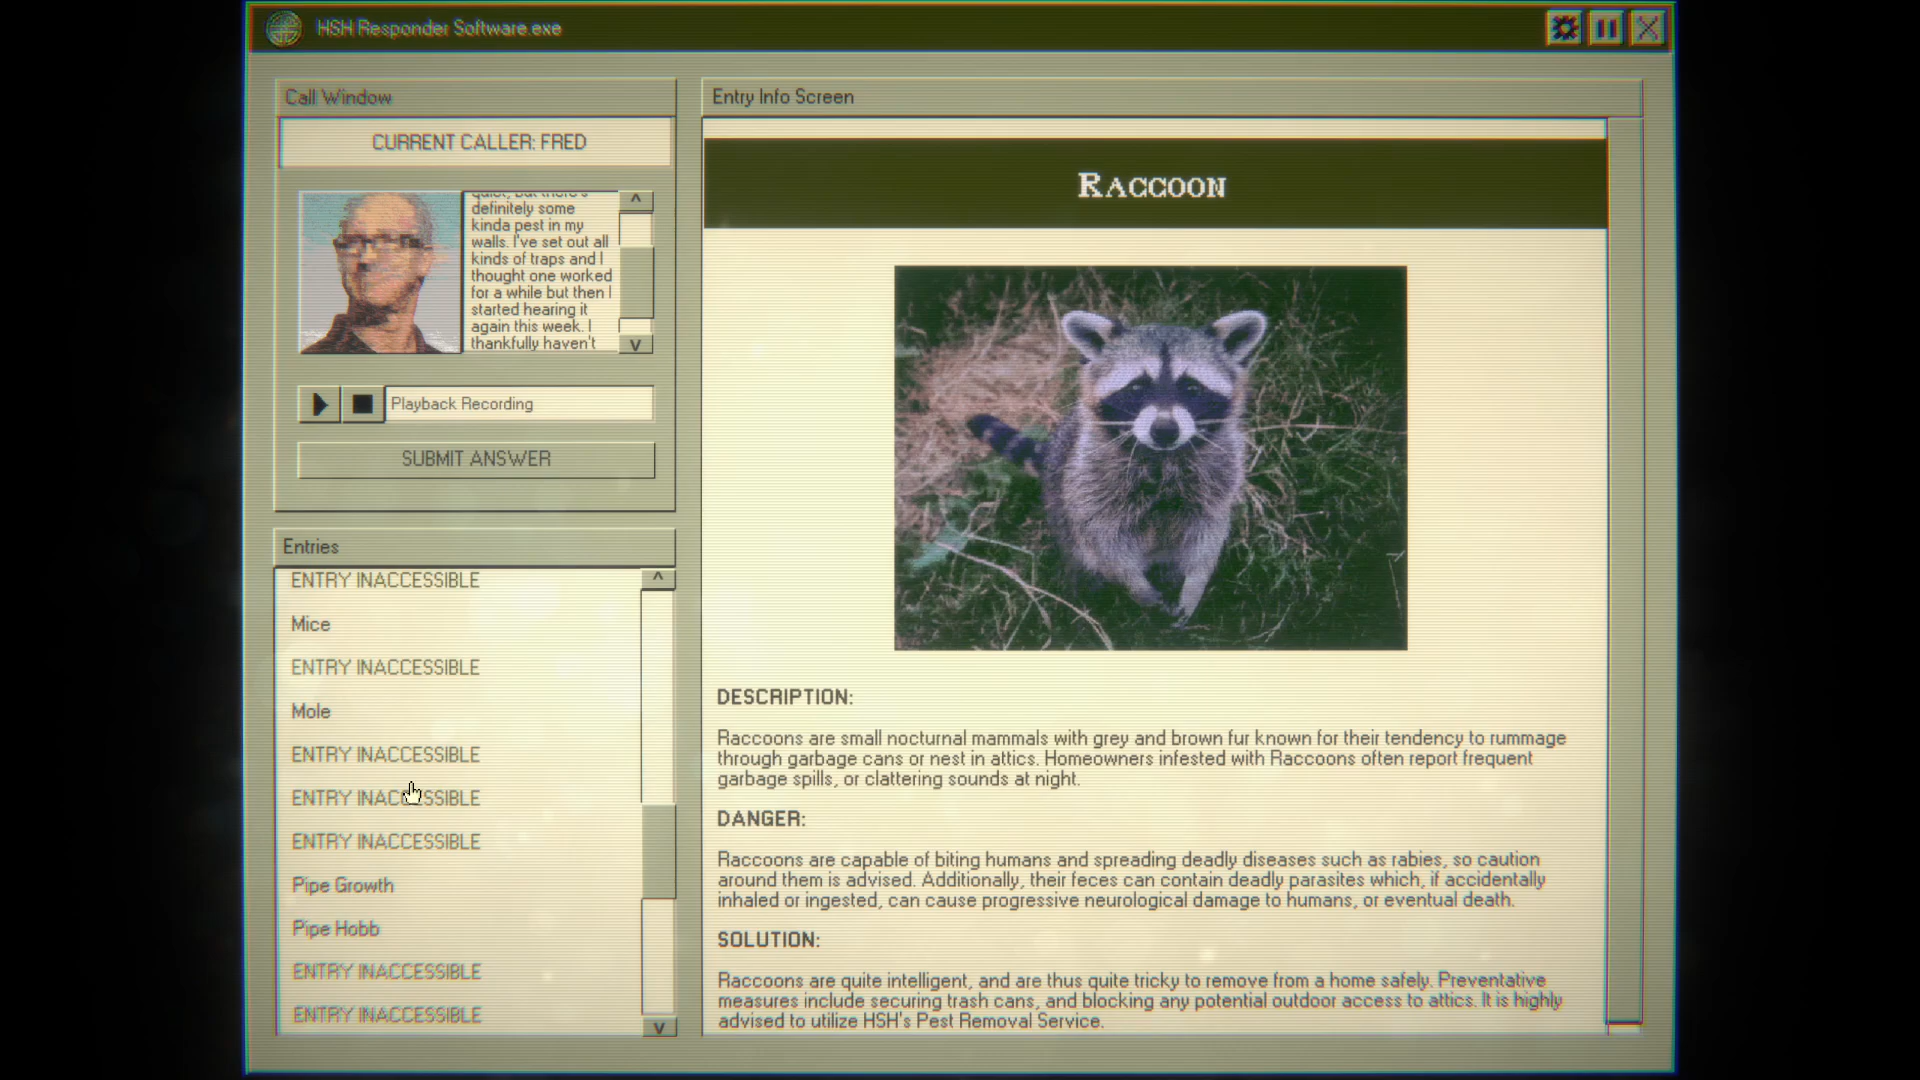 HSH Responder Software.exe
Call Window
CURRENT CALLER: FRED
quiet, but there's
definitely some
kinda pest in my
walls. I've set out all
kinds of traps and I
thought one worked
for a while but then I
started hearing it
again this week. I
thankfully haven't
Playback Recording
SUBMIT ANSWER
Entries
ENTRY INACCESSIBLE
Mice
ENTRY INACCESSIBLE
Mole
ENTRY INACCESSIBLE
ENTRY INACCESSIBLE
ENTRY INACCESSIBLE
Pipe Growth
Pipe Hobb
ENTRY INACCESSIBLE
ENTRY INACCESSIBLE
Entry Info Screen
RACCOON
DESCRIPTION:
Raccoons are small nocturnal mammals with grey and brown fur known for their tendency to rummage
through garbage cans or nest in attics. Homeowners infested with Raccoons often report frequent
garbage spills, or clattering sounds at night.
DANGER:
Raccoons are capable of biting humans and spreading deadly diseases such as rabies, so caution
around them is advised. Additionally, their feces can contain deadly parasites which, if accidentally
inhaled or ingested, can cause progressive neurological damage to humans, or eventual death.
SOLUTION:
Raccoons are quite intelligent, and are thus quite tricky to remove from a home safely. Preventative
measures include securing trash cans, and blocking any potential outdoor access to attics. It is highly
advised to utilize HSH's Pest Removal Service.